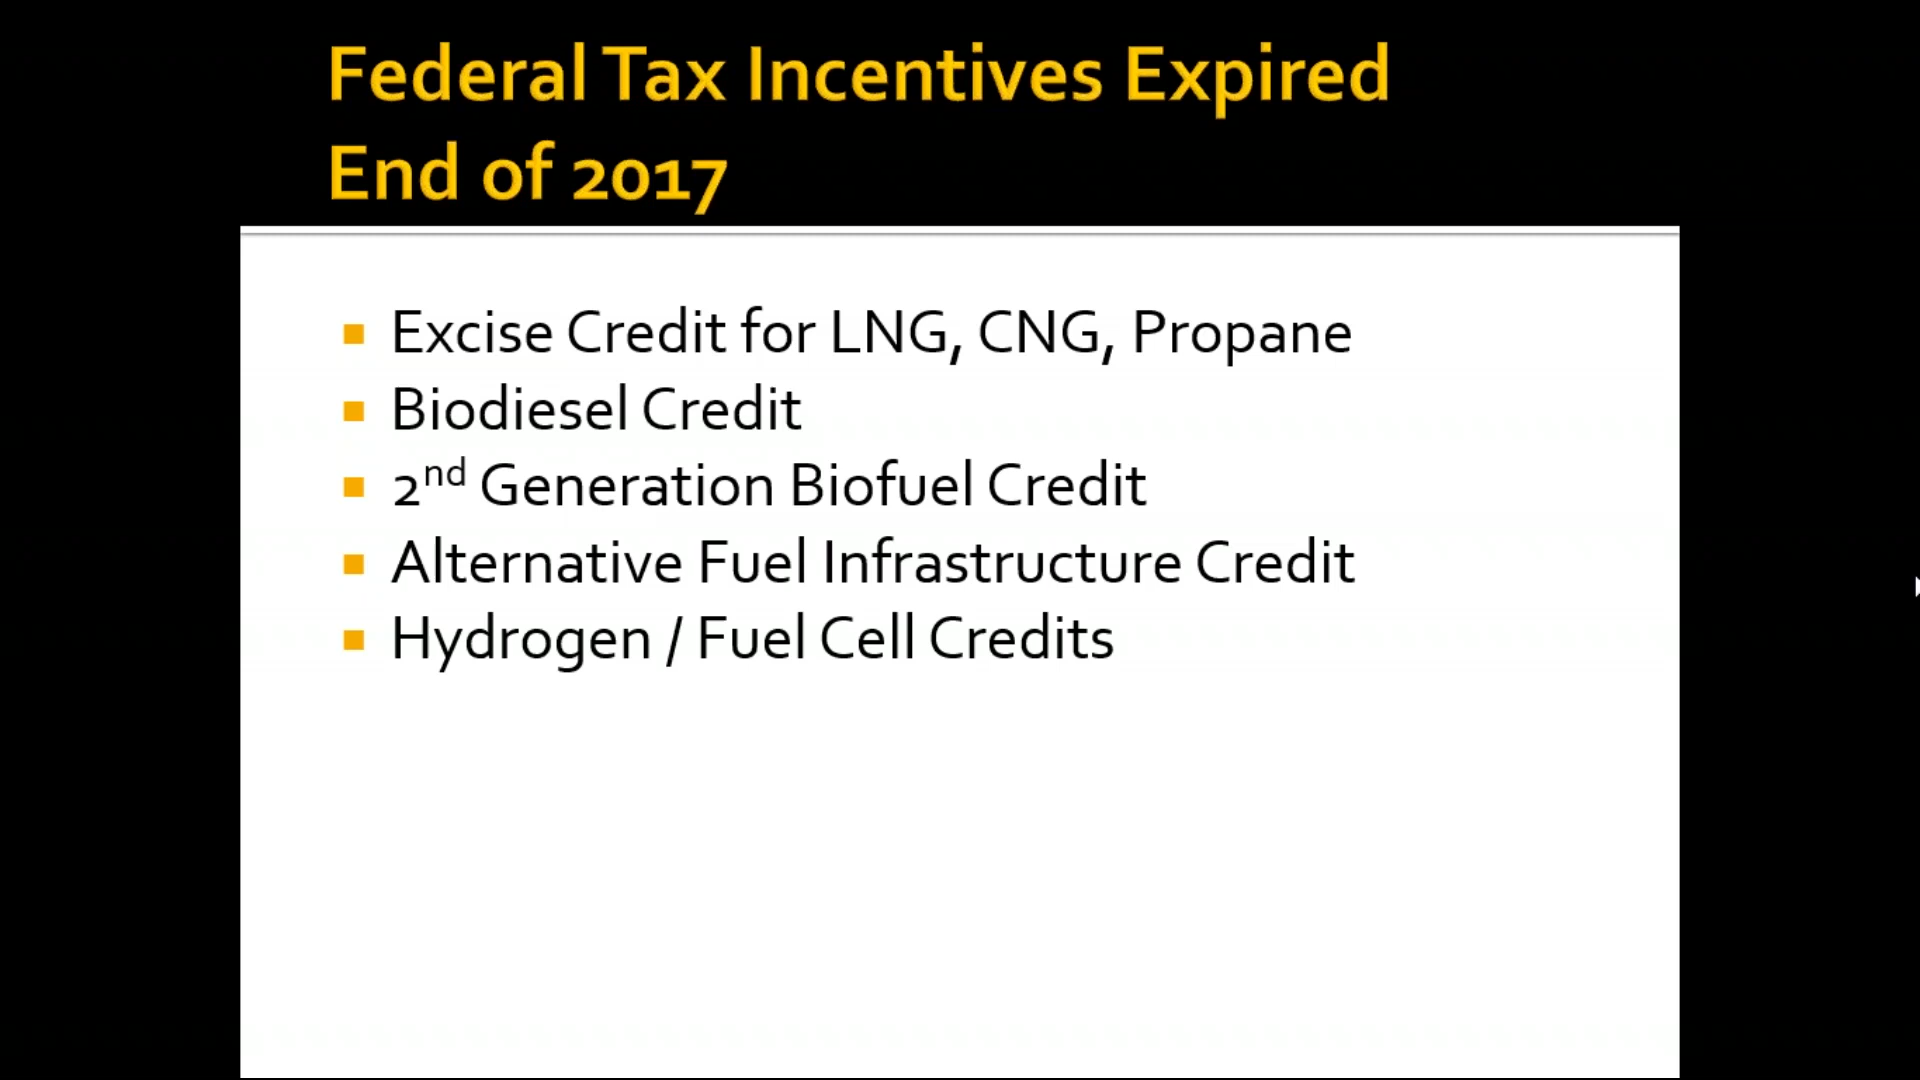 Federal Tax Incentives Expired
End of 2017
Excise Credit for LNG, CNG, Propane
Biodiesel Credit
2nd Generation Biofuel Credit
Alternative Fuel Infrastructure Credit
Hydrogen / Fuel Cell Credits